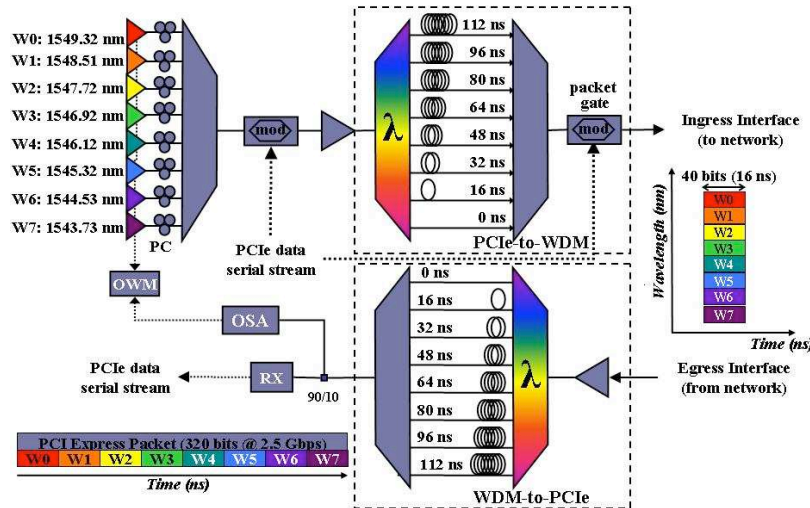 W0: 1549.32 nm
W1: 1548.51 nm
W2: 1547.72 nm
W3: 1546.92 nm
W4: 1546.12 nm
W5: 1545.32 nm
W6: 1544.53 nm
W7: 1543.73 nm
PC
mod
PCIe data
serial stream
λ
112 ns
96 ns
80 ns
64 ns
48 ns
32 ns
16 ns
0 ns
PCIe-to-WDM
packet
gate
mod
Ingress Interface
(to network)
40 bits (16 ns)
Wavelength (nm)
W0
W1
W2
W3
W4
W5
W6
W7
Time (ns)
OWM
OSA
RX
90/10
PCIe data
serial stream
0 ns
16 ns
32 ns
48 ns
64 ns
80 ns
96 ns
112 ns
λ
WDM-to-PCIe
Egress Interface
(from network)
PCI Express Packet (320 bits @ 2.5 Gbps)
W0 W1 W2 W3 W4 W5 W6 W7
Time (ns)